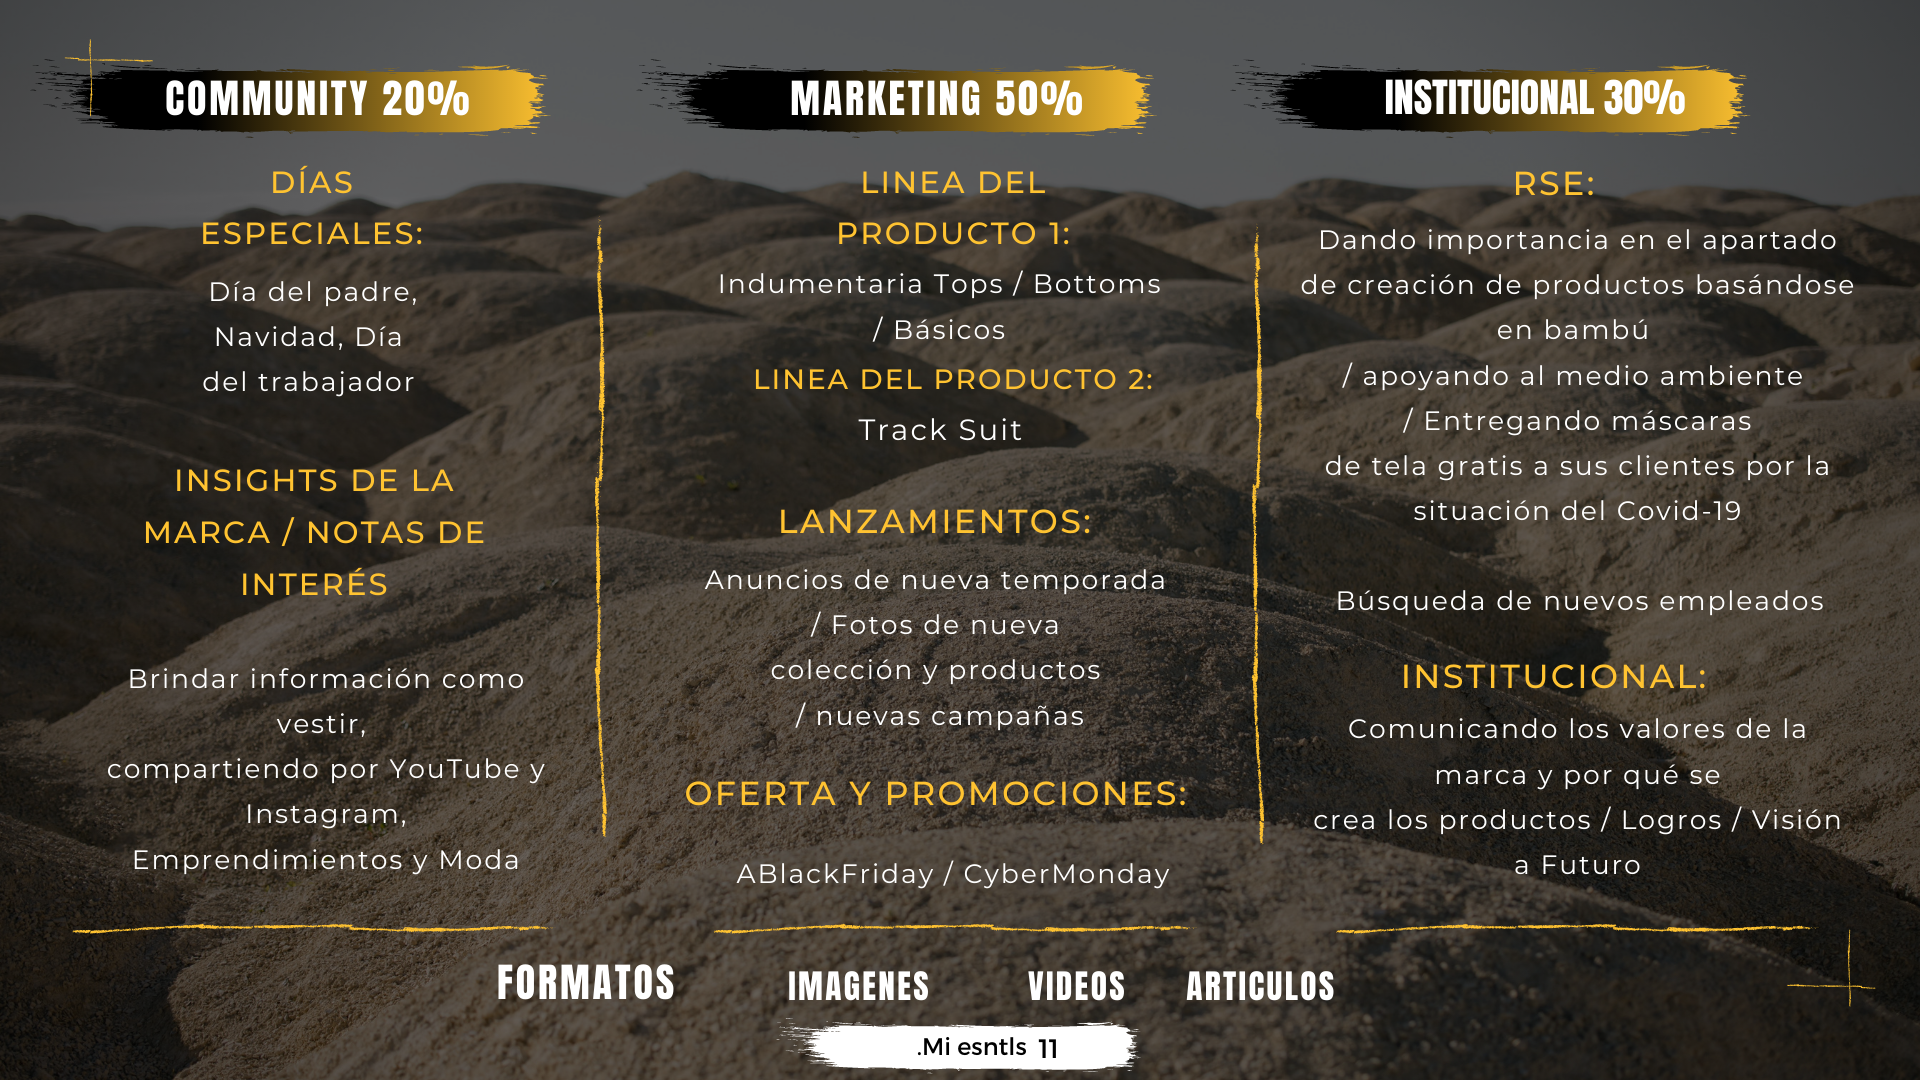 COMMUNITY 20%
DÍAS
ESPECIALES:
Día del padre,
Navidad, Día
del trabajador
INSIGHTS DE LA
MARCA / NOTAS DE
INTERÉS
Brindar información como
vestir,
compartiendo por YouTube y
Instagram,
Emprendimientos y Moda
MARKETING 50%
LINEA DEL
PRODUCTO 1:
Indumentaria Tops / Bottoms
/ Básicos
LINEA DEL PRODUCTO 2:
Track Suit
LANZAMIENTOS:
Anuncios de nueva temporada
/ Fotos de nueva
colección y productos
/ nuevas campañas
OFERTA Y PROMOCIONES:
ABlackFriday / CyberMonday
INSTITUCIONAL 30%
RSE:
Dando importancia en el apartado
de creación de productos basándose
en bambú
/ apoyando al medio ambiente
/ Entregando máscaras
de tela gratis a sus clientes por la
situación del Covid-19
Búsqueda de nuevos empleados
INSTITUCIONAL:
Comunicando los valores de la
marca y por qué se
crea los productos / Logros / Visión
a Futuro
FORMATOS IMAGENES VIDEOS ARTICULOS
.Mi esntls 11